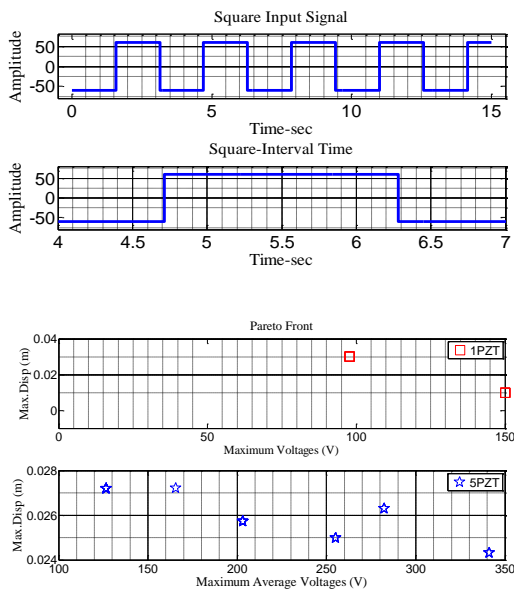 Square Input Signal
Amplitude
50
0
-50
0
5
10
15
Time-sec
Square-Interval Time
Amplitude
50
0
-50
4
4.5
5
5.5
6
6.5
7
Time-sec
Pareto Front
Max.Disp (m)
0.04
0.02
0
1PZT
0
50
100
150
Maximum Voltages (V)
Max.Disp (m)
0.028
0.026
0.024
5PZT
100
150
200
250
300
350
Maximum Average Voltages (V)